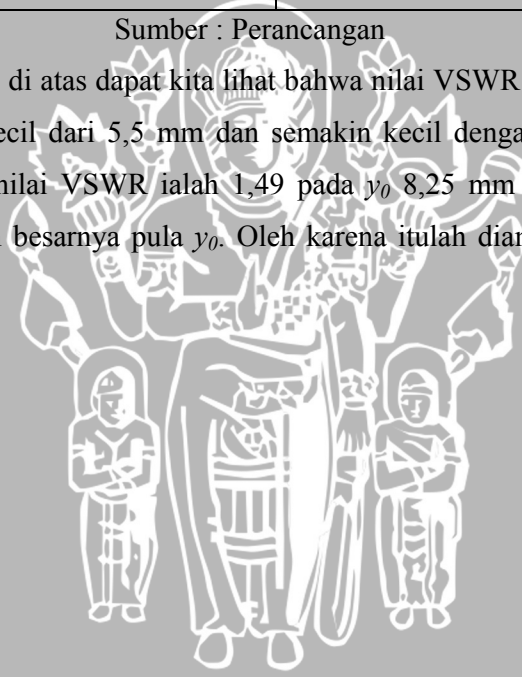 Sumber : Perancangan
di atas dapat kita lihat bahwa nilai VSWR
ecil dari 5,5 mm dan semakin kecil denga
nilai VSWR ialah 1,49 pada y0 8,25 mm
besarnya pula y0. Oleh karena itulah diar